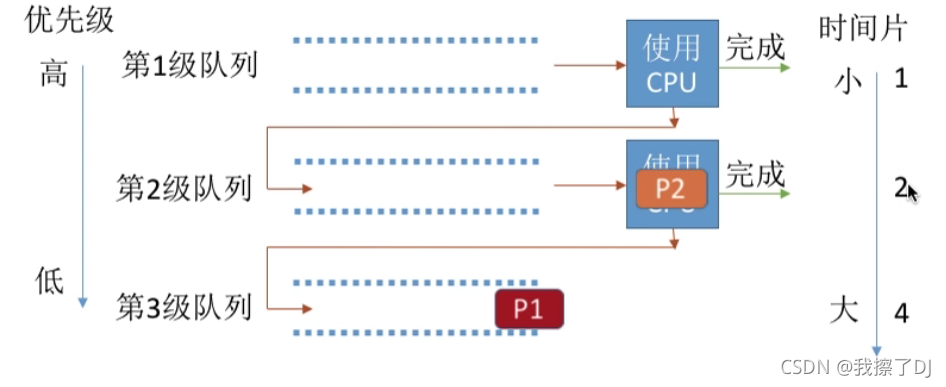 优先级
时间片
高
第1级队列
使用
CPU
完成
小
1
第2级队列
使用
P2
完成
2
低
第3级队列
P1
大
4
CSDN @我擦了DJ